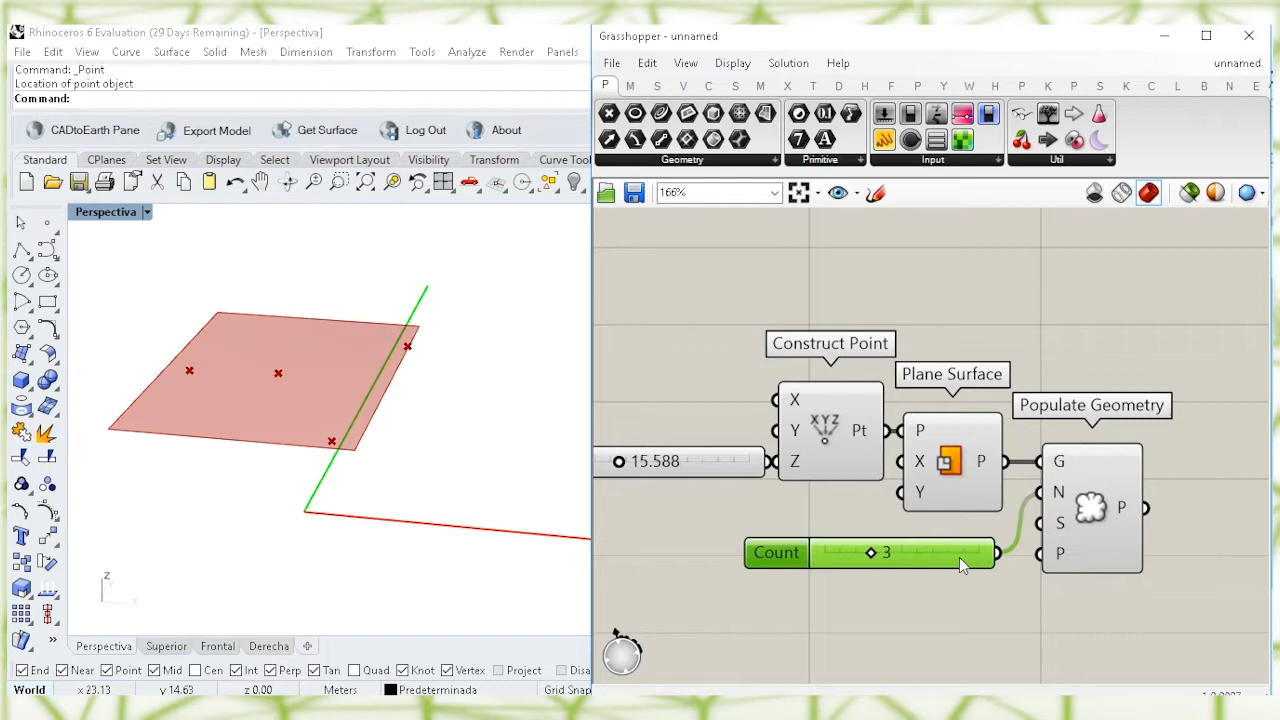 Rhinoceros 6 Evaluation (29 Days Remaining) - [Perspectiva]
File Edit View Curve Surface Solid Mesh Dimension Transform Tools Analyze Render Panels
Command: _Point
Location of point object
Command:
CADtoEarth Pane Export Model Get Surface Log Out About
Standard CPlanes Set View Display Select Viewport Layout Visibility Transform Curve Tool
Perspectiva
z
x
Perspectiva Superior Frontal Derecha
End Near Point Mid Cen Int Perp Tan Quad Knot Vertex Project Disa
World x 23.13 y 14.63 z 0.00 Meters Predeterminada Grid Snap
Grasshopper - unnamed
File Edit View Display Solution Help unnamed
P M S V C S M X T D P Y W H P K P S K C L V B N E
Geometry Primitive Input Util
166%
Construct Point
X
Y
Z
XYZ
Pt
Plane Surface
P
X
Y
P
Populate Geometry
G
N
S
P
P
15.588
Count 3